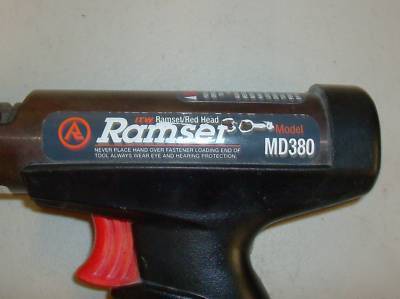 ITW Ramset/Red Head
Ramset
Model
MD380
NEVER PLACE HAND OVER FASTENER LOADING END OF
TOOL ALWAYS WEAR EYE AND HEARING PROTECTION.